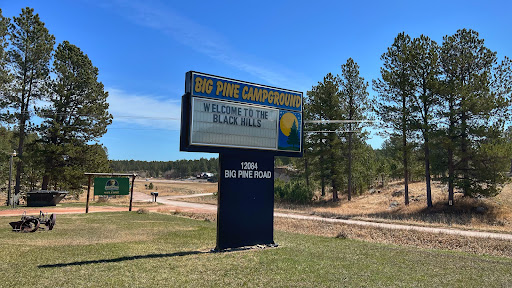 BIG PINE CAMPGROUND
WELCOME TO THE
BLACK HILLS
12084
BIG PINE ROAD